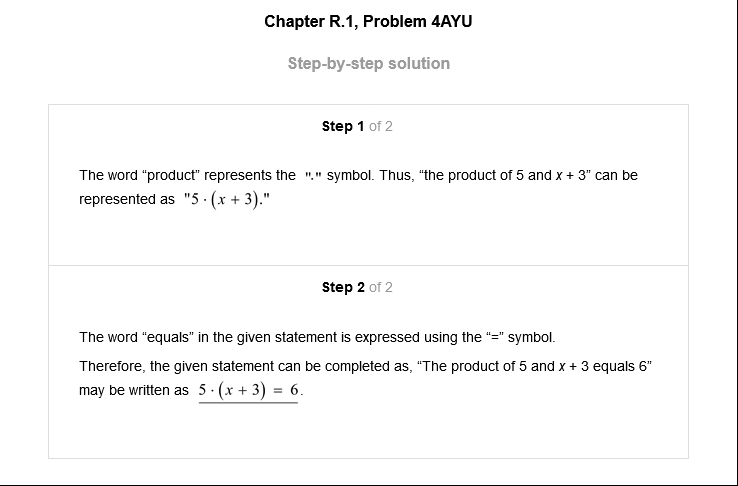 Chapter R.1, Problem 4AYU
Step-by-step solution
Step 1 of 2
The word “product” represents the "." symbol. Thus, “the product of 5 and x + 3” can be
represented as "5 · (x + 3)."
Step 2 of 2
The word “equals” in the given statement is expressed using the “=” symbol.
Therefore, the given statement can be completed as, “The product of 5 and x + 3 equals 6”
may be written as 5 · (x + 3) = 6.